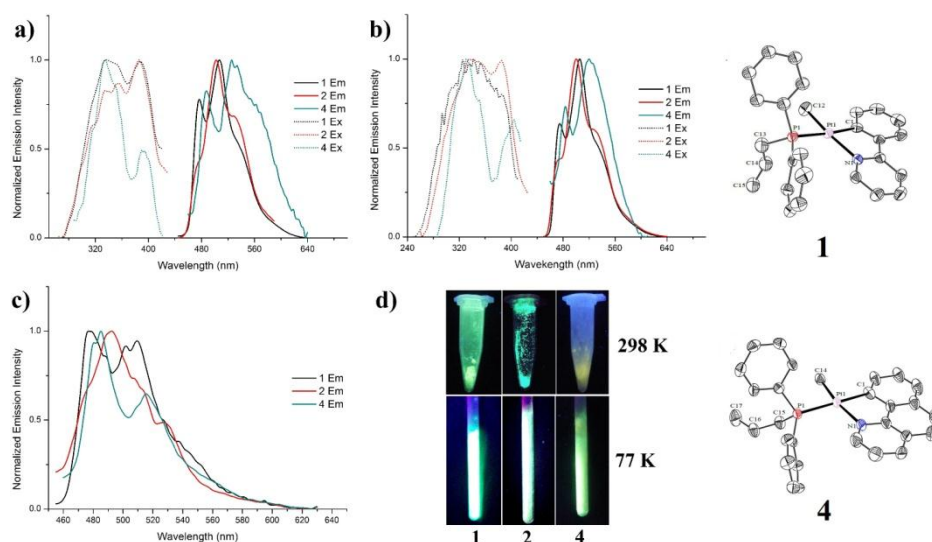 a)
Normalized Emission Intensity
1.0
0.5
0.0
320
400
480
560
640
Wavelength (nm)
1 Em
2 Em
4 Em
1 Ex
2 Ex
4 Ex
b)
Normalized Emission Intensity
1.0
0.5
0.0
240
320
400
480
560
640
Wavekength (nm)
1 Em
2 Em
4 Em
1 Ex
2 Ex
4 Ex
C12
P1
Pt1
C1
C13
N1
C14
C15
1
c)
Normalized Emission Intensity
1.0
0.5
0.0
460
480
500
520
540
560
580
600
620
640
Wavelength (nm)
1 Em
2 Em
4 Em
d)
298 K
77 K
1
2
4
C14
C1
Pt1
P1
C17
C16
C15
N1
4